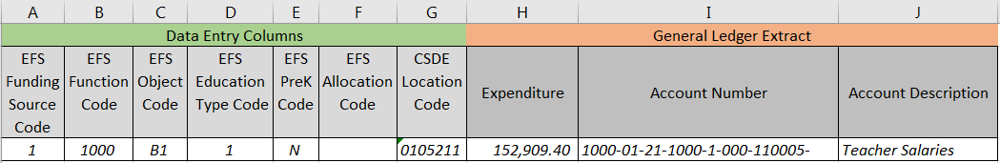 A B C D E F G H I J
Data Entry Columns General Ledger Extract
EFS Funding Source Code
EFS Function Code
EFS Object Code
EFS Education Type Code
EFS PreK Code
EFS Allocation Code
CSDE Location Code
Expenditure
Account Number
Account Description
1 1000 B1 1 N 0105211 152,909.40 1000-01-21-1000-1-000-110005- Teacher Salaries